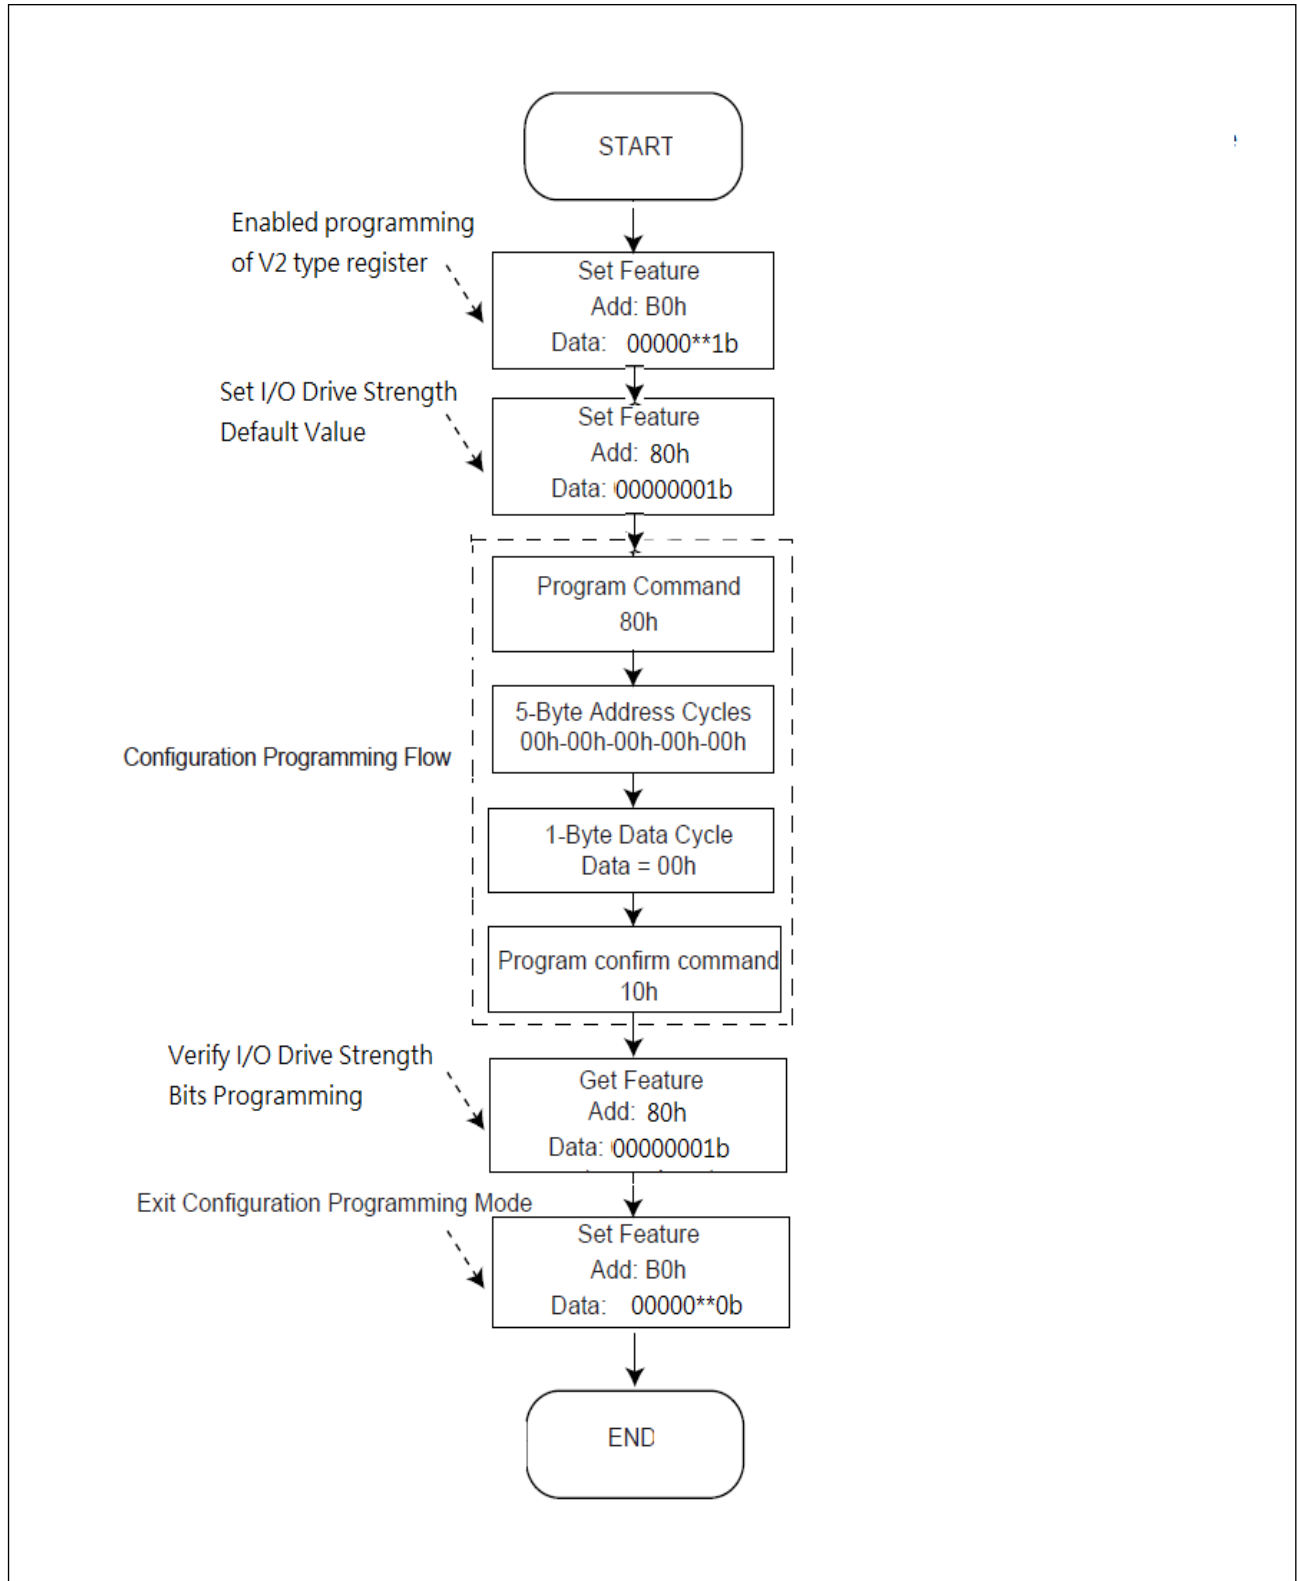 START
Enabled programming
of V2 type register
Set Feature
Add: B0h
Data: 00000**1b
Set I/O Drive Strength
Default Value
Set Feature
Add: 80h
Data: 00000001b
Program Command
80h
5-Byte Address Cycles
00h-00h-00h-00h-00h
Configuration Programming Flow
1-Byte Data Cycle
Data = 00h
Program confirm command
10h
Verify I/O Drive Strength
Bits Programming
Get Feature
Add: 80h
Data: 00000001b
Exit Configuration Programming Mode
Set Feature
Add: B0h
Data: 00000**0b
END